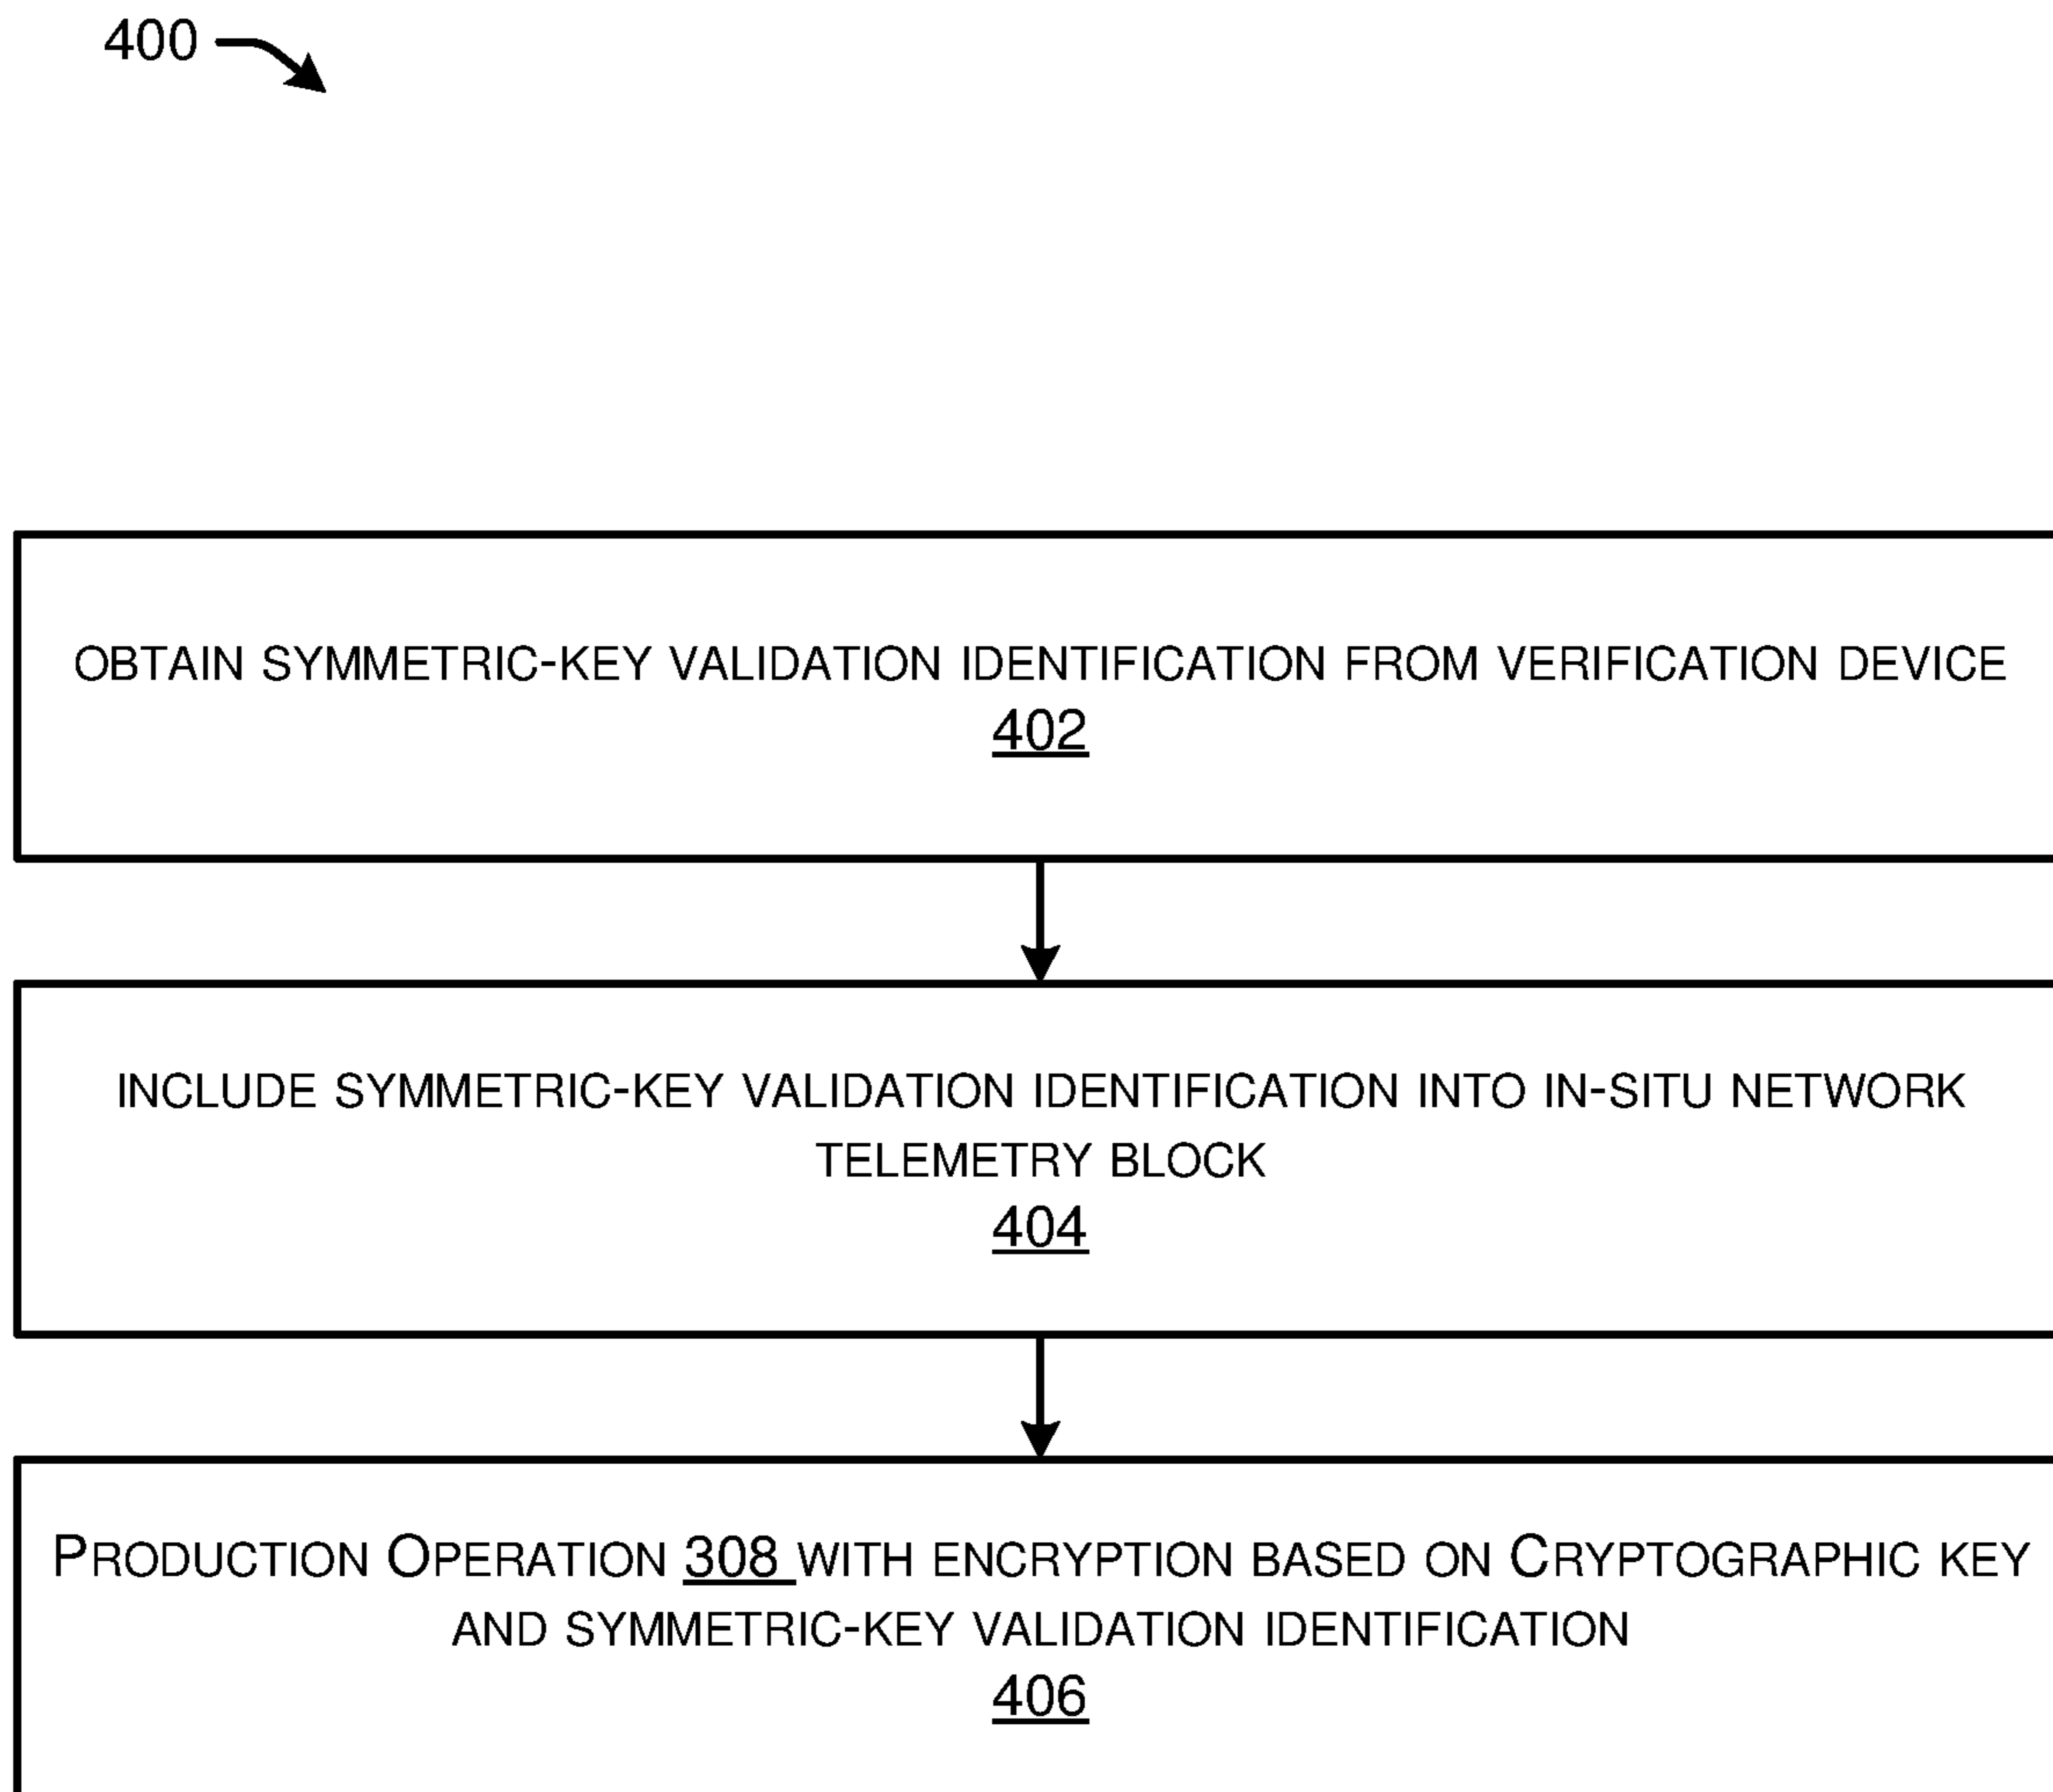 400
OBTAIN SYMMETRIC-KEY VALIDATION IDENTIFICATION FROM VERIFICATION DEVICE
402
INCLUDE SYMMETRIC-KEY VALIDATION IDENTIFICATION INTO IN-SITU NETWORK
TELEMETRY BLOCK
404
PRODUCTION OPERATION 308 WITH ENCRYPTION BASED ON CRYPTOGRAPHIC KEY
AND SYMMETRIC-KEY VALIDATION IDENTIFICATION
406